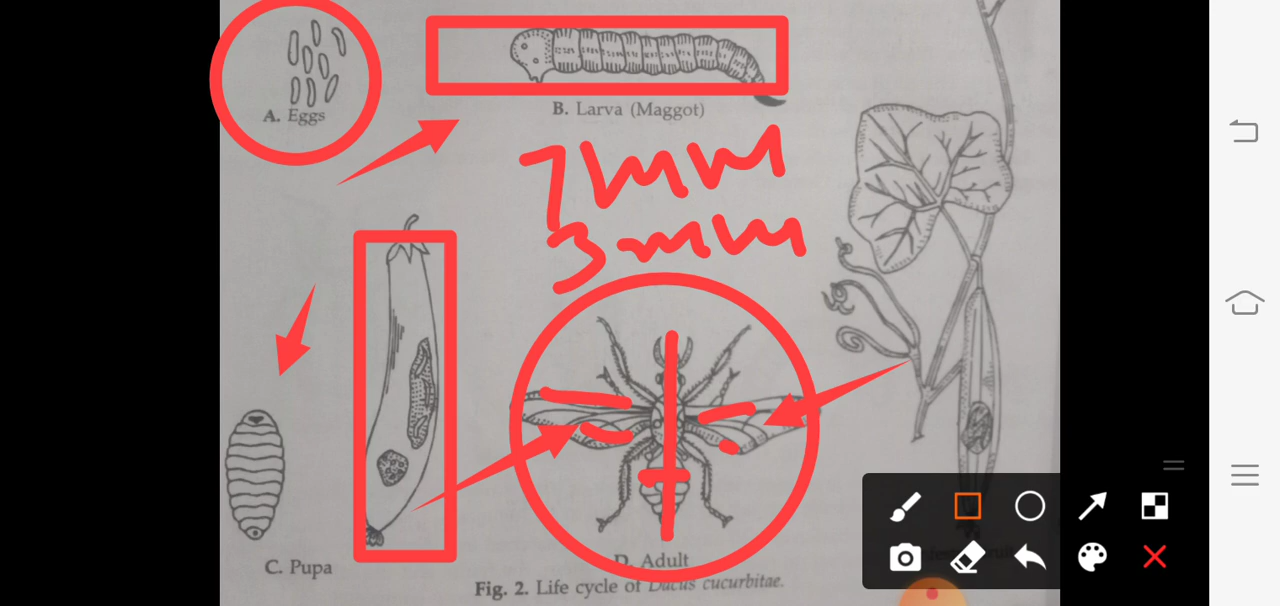 A. Eggs
B. Larva (Maggot)
7mm
3mm
C. Pupa
D. Adult
Fig. 2. Life cycle of Dacus cucurbitae.